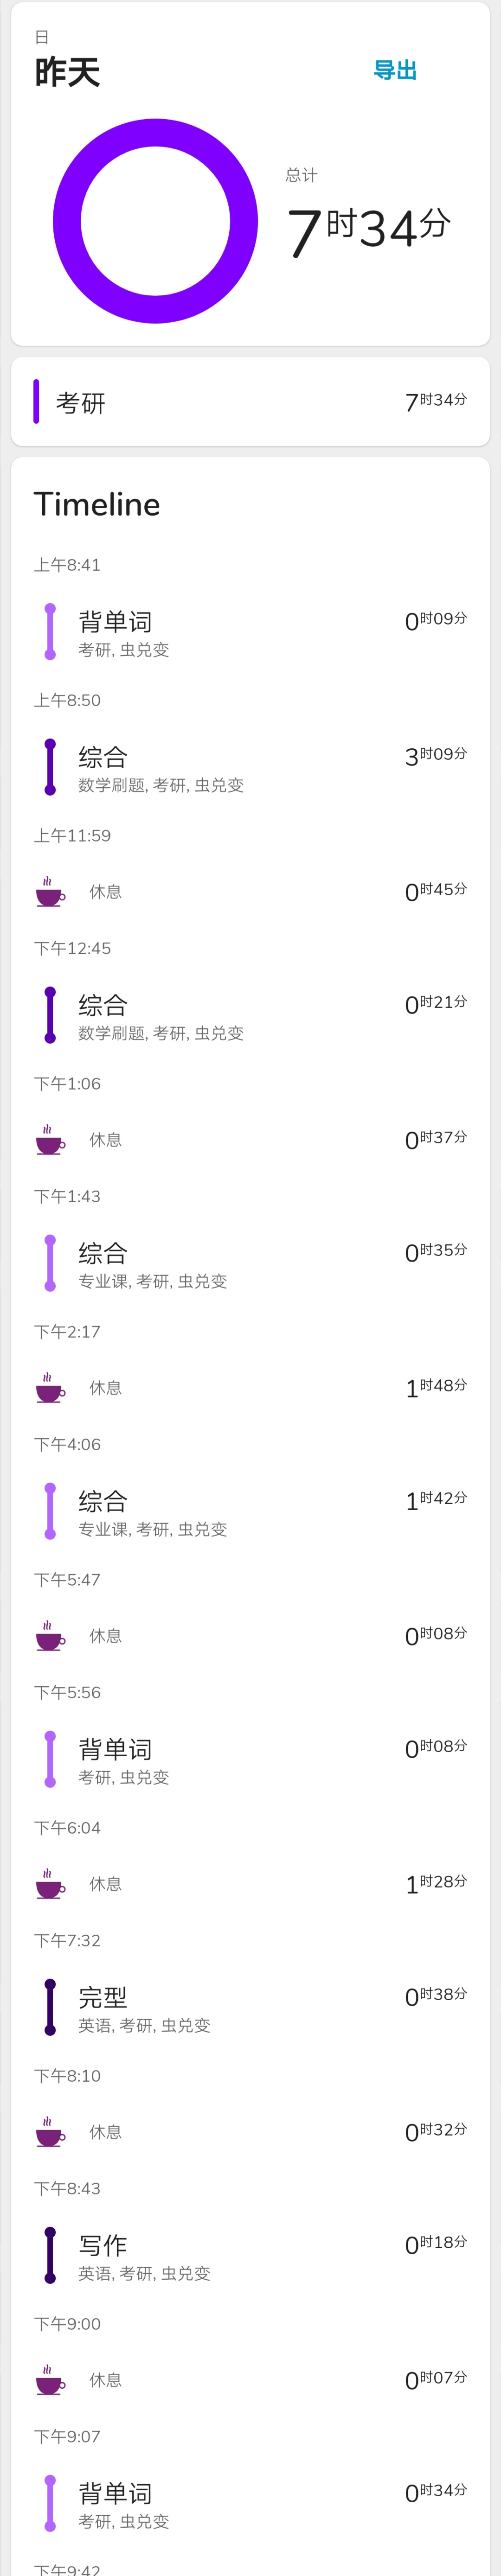 日
昨天
导出
总计
7时34分
考研
7时34分
Timeline
上午8:41
背单词
0时09分
考研, 虫兑变
上午8:50
综合
3时09分
数学刷题, 考研, 虫兑变
上午11:59
休息
0时45分
下午12:45
综合
0时21分
数学刷题, 考研, 虫兑变
下午1:06
休息
0时37分
下午1:43
综合
0时35分
专业课, 考研, 虫兑变
下午2:17
休息
1时48分
下午4:06
综合
1时42分
专业课, 考研, 虫兑变
下午5:47
休息
0时08分
下午5:56
背单词
0时08分
考研, 虫兑变
下午6:04
休息
1时28分
下午7:32
完型
0时38分
英语, 考研, 虫兑变
下午8:10
休息
0时32分
下午8:43
写作
0时18分
英语, 考研, 虫兑变
下午9:00
休息
0时07分
下午9:07
背单词
0时34分
考研, 虫兑变
下午9:42